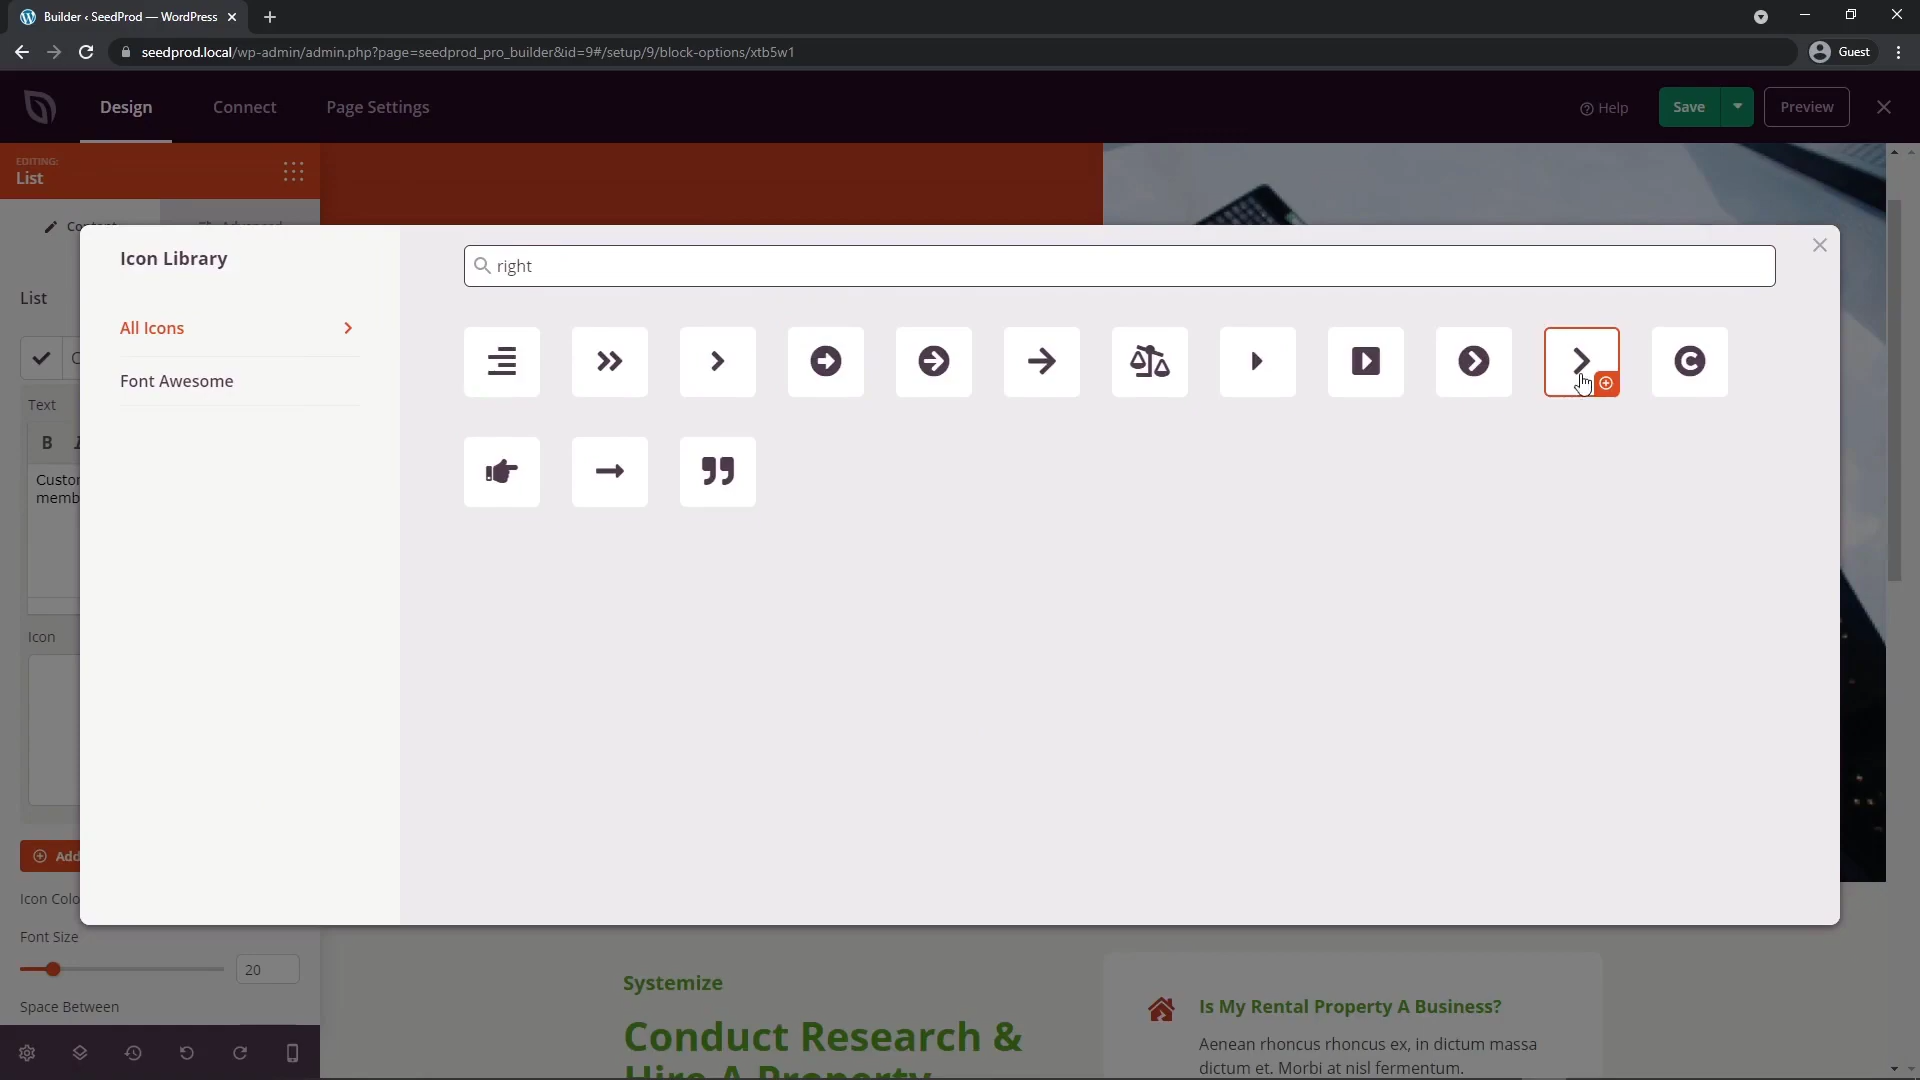 Builder ‹ SeedProd — WordPress
seedprod.local/wp-admin/admin.php?page=seedprod_pro_builder&id=9#/setup/9/block-options/xtb5w1
Guest
Design
Connect
Page Settings
Help
Save
Preview
EDITING:
List
Icon Library
right
All Icons
Font Awesome
List
Text
B
Icon
Add
Font Size
20
Space Between
Systemize
Conduct Research &
Hire A Property
Is My Rental Property A Business?
Aenean rhoncus rhoncus ex, in dictum massa
dictum et. Morbi at nisl fermentum.